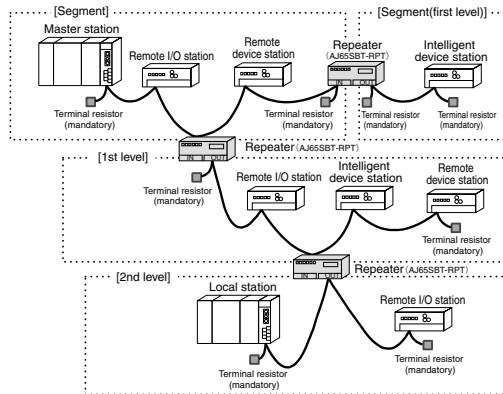 [Segment]
[Segment(first level)]
Master station
Remote I/O station
Remote
device station
Repeater
(AJ65SBT-RPT)
Intelligent
device station
IN OUT
Terminal resistor
(mandatory)
Terminal resistor
(mandatory)
Terminal resistor
(mandatory)
Terminal resistor
(mandatory)
IN OUT
Repeater(AJ65SBT-RPT)
[1st level]
Terminal resistor
(mandatory)
Remote I/O station
Intelligent
device station
Remote
device station
Terminal resistor
(mandatory)
IN OUT
Repeater(AJ65SBT-RPT)
[2nd level]
Local station
Remote I/O station
Terminal resistor
(mandatory)
Terminal resistor
(mandatory)